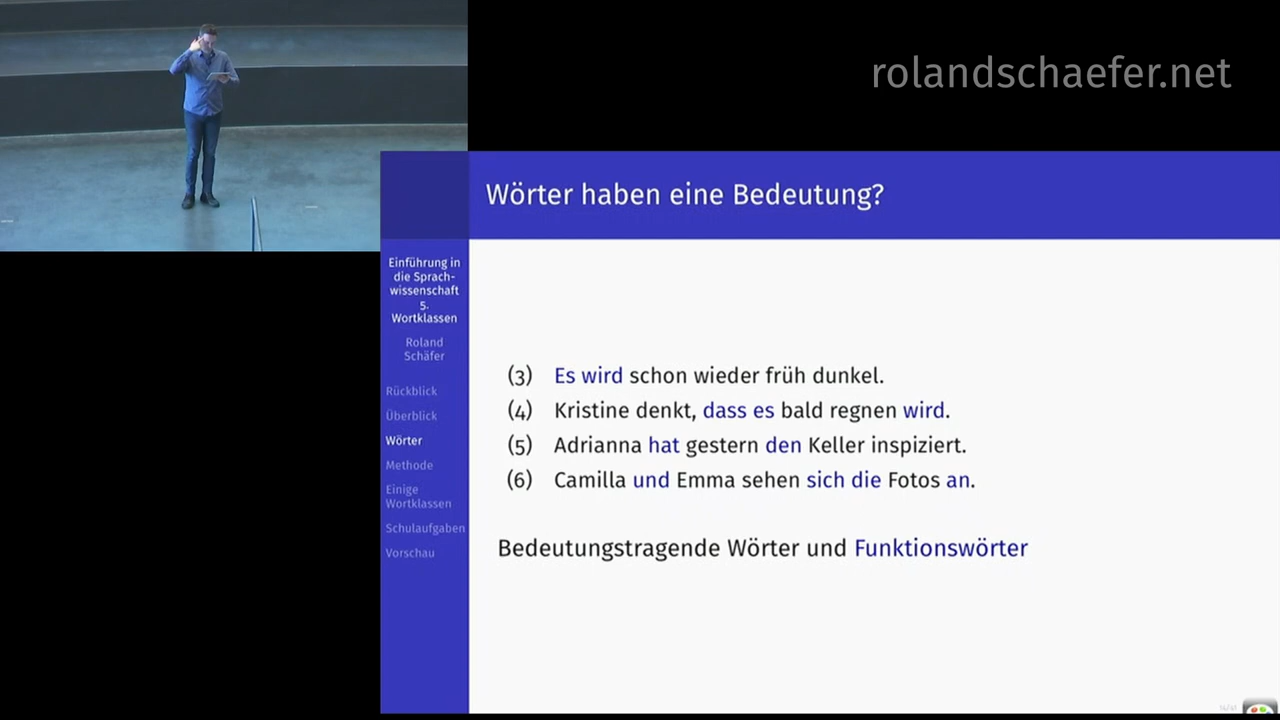 rolandschaefer.net
Wörter haben eine Bedeutung?
Einführung in
die Sprach-
wissenschaft
5.
Wortklassen
Roland
Schäfer
Rückblick
Überblick
Wörter
Methode
Einige
Wortklassen
Schulaufgaben
Vorschau
(3) Es wird schon wieder früh dunkel.
(4) Kristine denkt, dass es bald regnen wird.
(5) Adrianna hat gestern den Keller inspiziert.
(6) Camilla und Emma sehen sich die Fotos an.
Bedeutungstragende Wörter und Funktionswörter